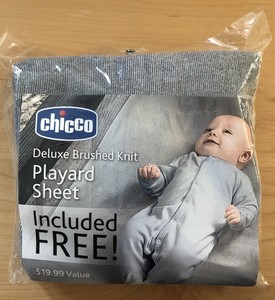 chicco
Deluxe Brushed Knit
Playard
Sheet
Included
FREE!
$19.99 Value